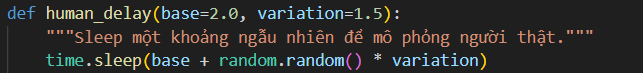 def human_delay(base=2.0, variation=1.5):
    """Sleep một khoảng ngẫu nhiên để mô phỏng người thật."""
    time.sleep(base + random.random() * variation)